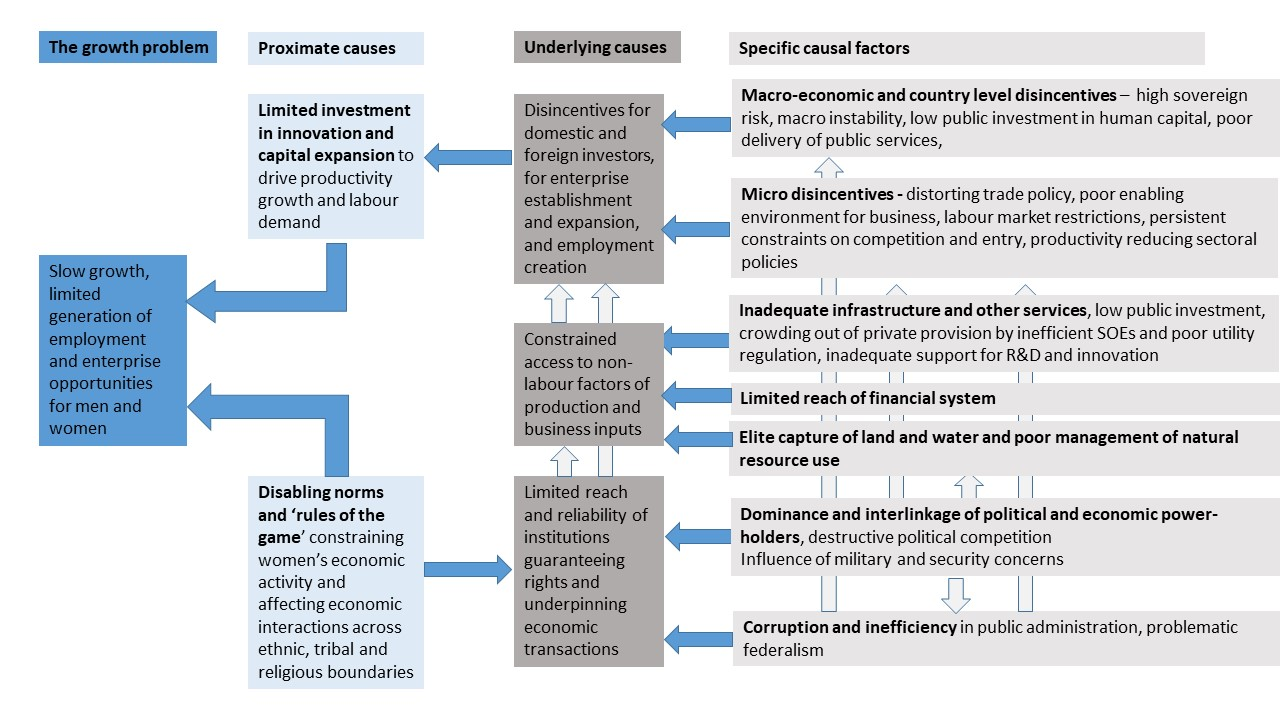 The growth problem
Proximate causes
Underlying causes
Specific causal factors
Slow growth,
limited
generation of
employment
and enterprise
opportunities
for men and
women
Limited investment
in innovation and
capital expansion to
drive productivity
growth and labour
demand
Disabling norms
and ‘rules of the
game’ constraining
women’s economic
activity and
affecting economic
interactions across
ethnic, tribal and
religious boundaries
Disincentives for
domestic and
foreign investors,
for enterprise
establishment
and expansion,
and employment
creation
Constrained
access to non-
labour factors of
production and
business inputs
Limited reach
and reliability of
institutions
guaranteeing
rights and
underpinning
economic
transactions
Macro-economic and country level disincentives – high sovereign
risk, macro instability, low public investment in human capital, poor
delivery of public services,
Micro disincentives - distorting trade policy, poor enabling
environment for business, labour market restrictions, persistent
constraints on competition and entry, productivity reducing sectoral
policies
Inadequate infrastructure and other services, low public investment,
crowding out of private provision by inefficient SOEs and poor utility
regulation, inadequate support for R&D and innovation
Limited reach of financial system
Elite capture of land and water and poor management of natural
resource use
Dominance and interlinkage of political and economic power-
holders, destructive political competition
Influence of military and security concerns
Corruption and inefficiency in public administration, problematic
federalism